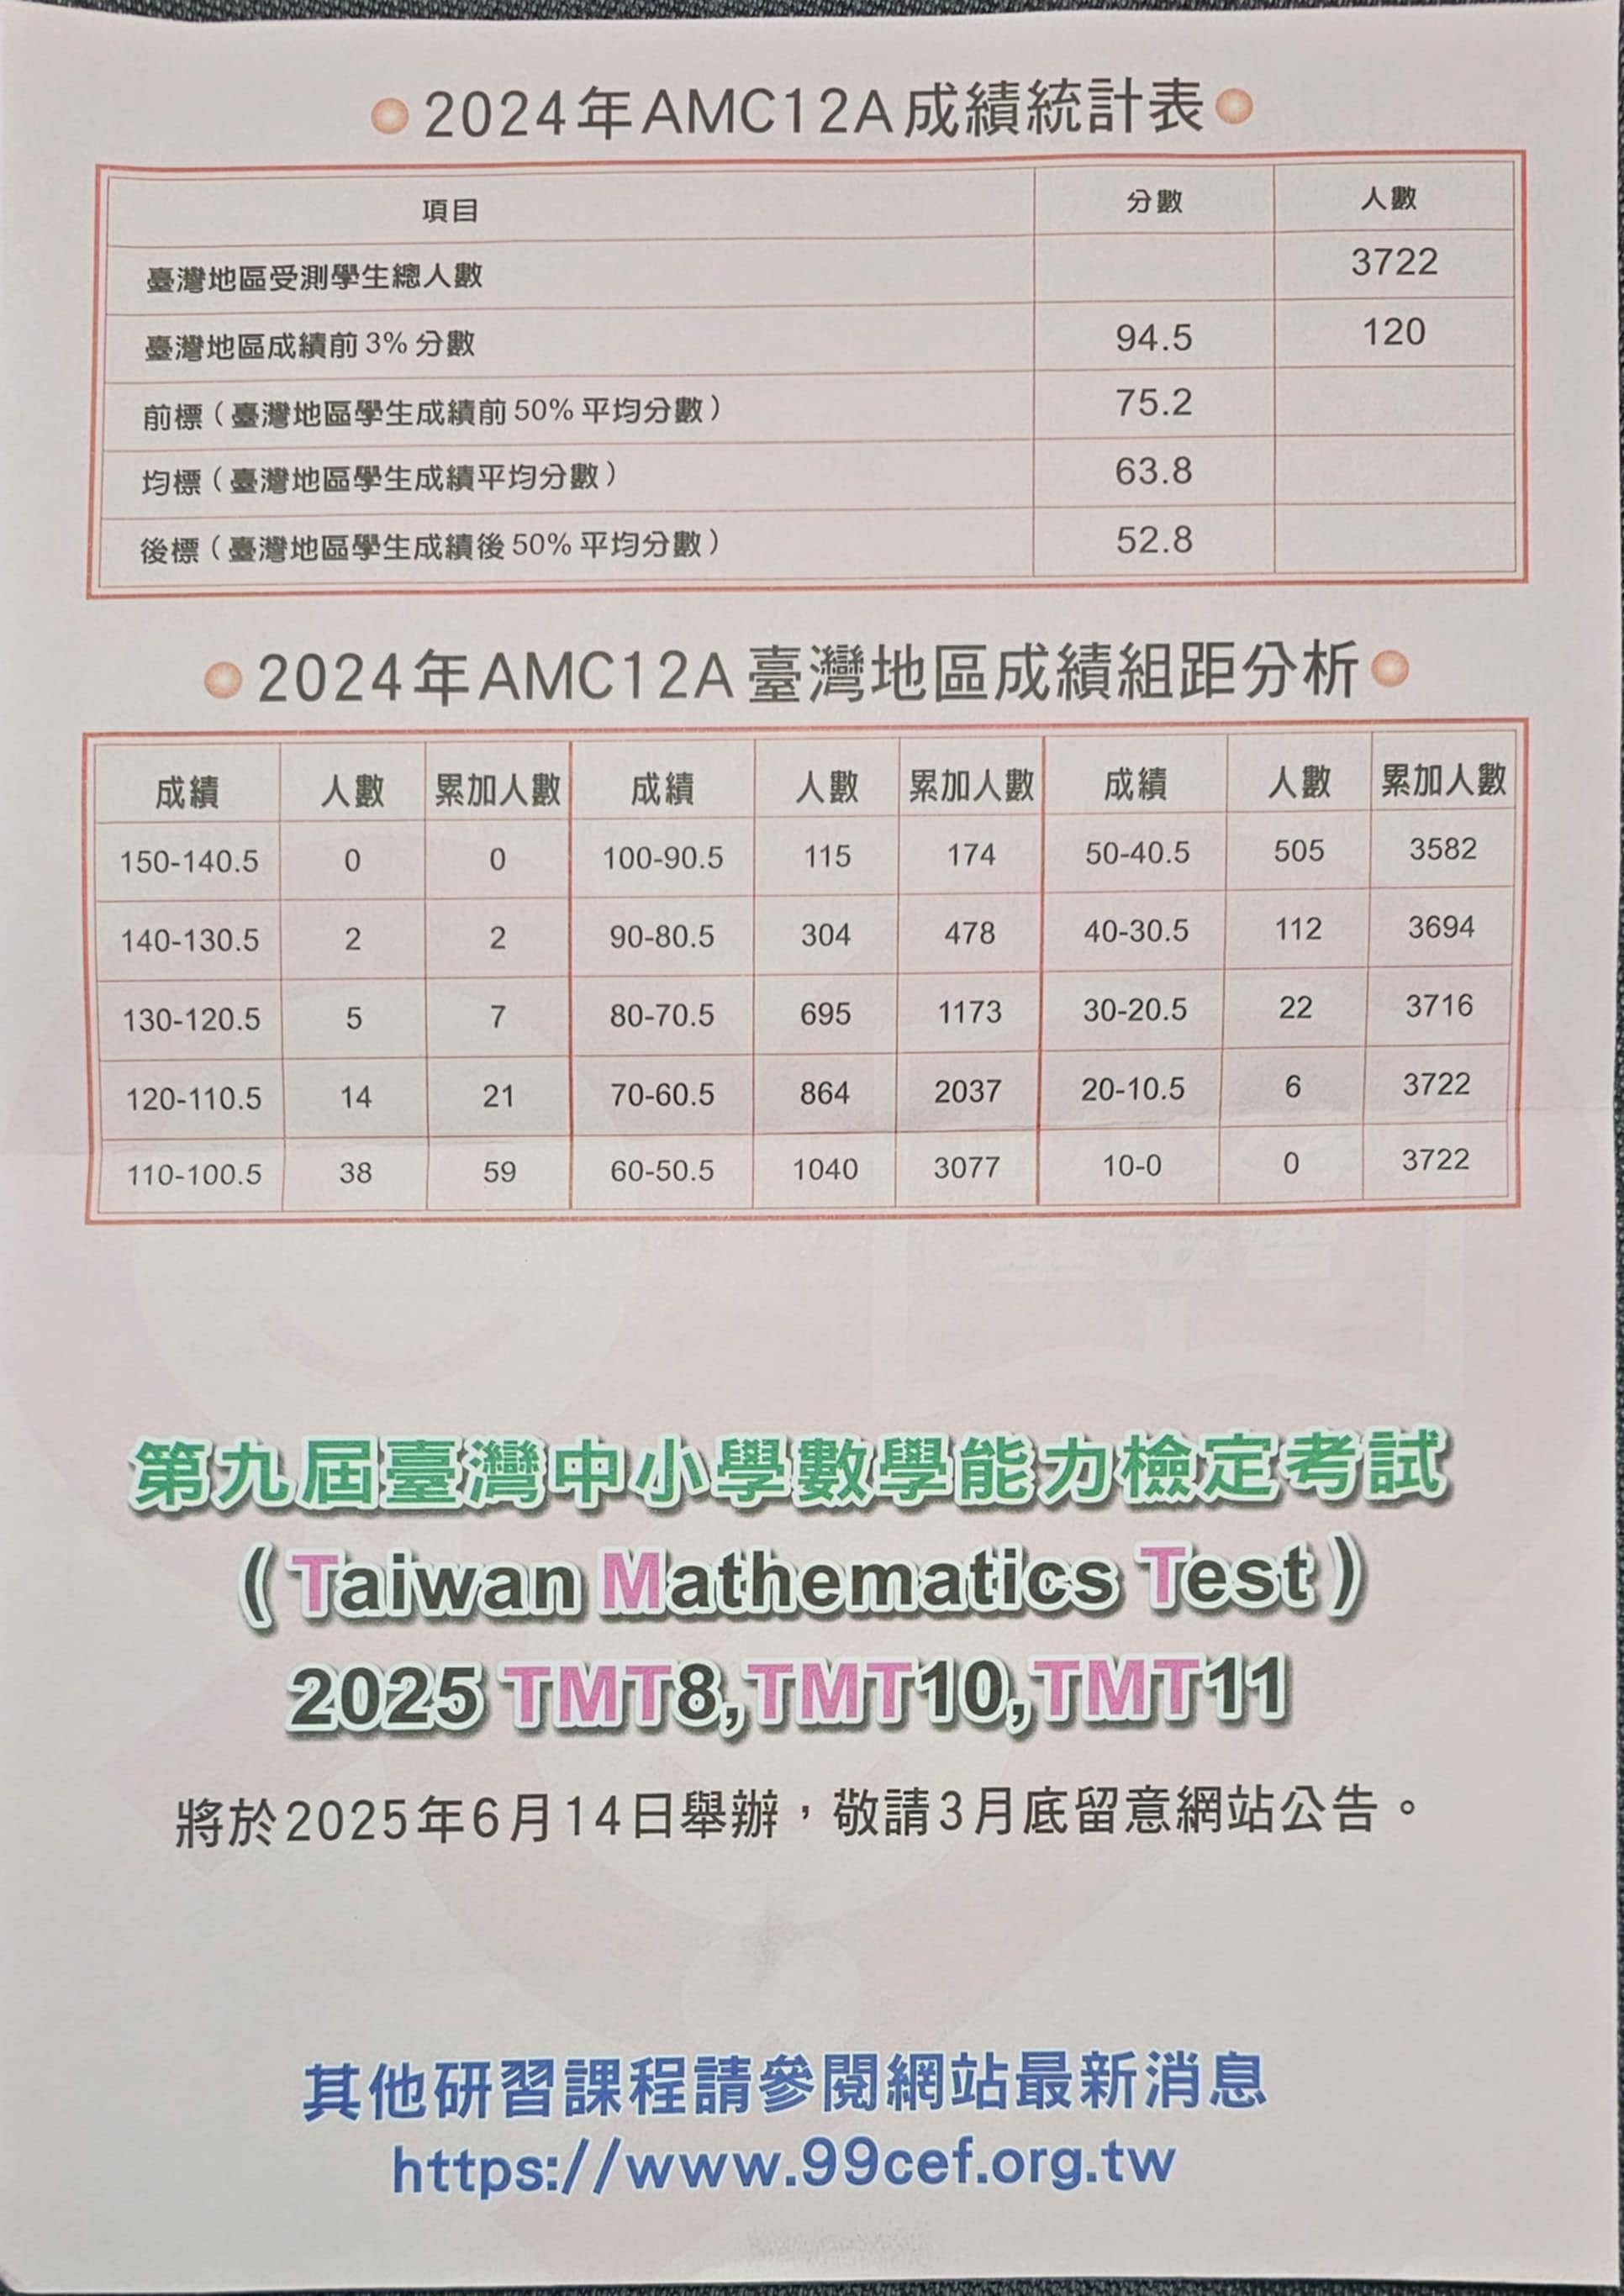 2024年AMC12A成績統計表
項目 分數 人數
臺灣地區受測學生總人數 3722
臺灣地區成績前3%分數 94.5 120
前標（臺灣地區學生成績前50%平均分數） 75.2
均標（臺灣地區學生成績平均分數） 63.8
後標（臺灣地區學生成績後50%平均分數） 52.8
2024年AMC12A臺灣地區成績組距分析
成績 人數 累加人數 成績 人數 累加人數 成績 人數 累加人數
150-140.5 0 0 100-90.5 115 174 50-40.5 505 3582
140-130.5 2 2 90-80.5 304 478 40-30.5 112 3694
130-120.5 5 7 80-70.5 695 1173 30-20.5 22 3716
120-110.5 14 21 70-60.5 864 2037 20-10.5 6 3722
110-100.5 38 59 60-50.5 1040 3077 10-0 0 3722
第九屆臺灣中小學數學能力檢定考試
（Taiwan Mathematics Test）
2025 TMT8,TMT10,TMT11
將於2025年6月14日舉辦，敬請3月底留意網站公告。
其他研習課程請參閱網站最新消息
https://www.99cef.org.tw